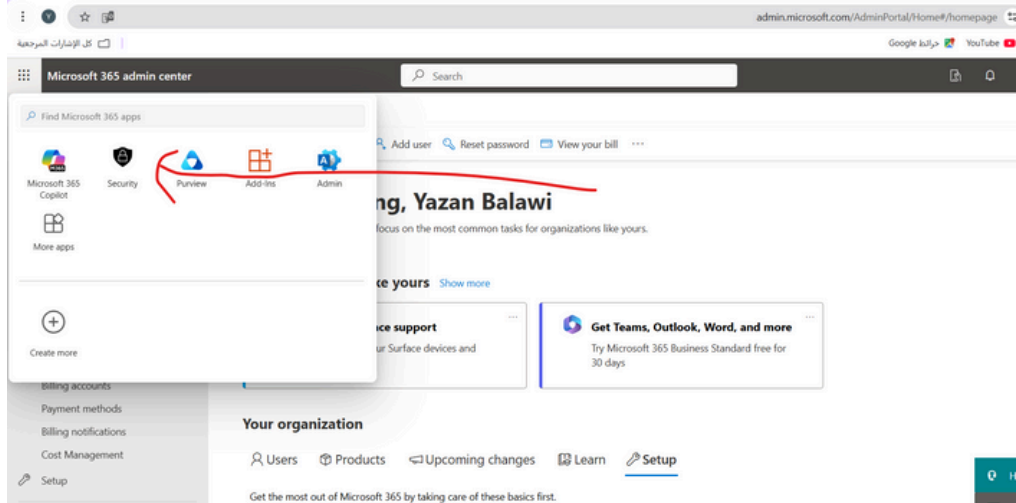 admin.microsoft.com/AdminPortal/Home#/homepage
كل الإشارات المرجعية
خرائط Google
YouTube
Microsoft 365 admin center
Search
Find Microsoft 365 apps
Microsoft 365 Copilot
Security
Purview
Add-Ins
Admin
More apps
Create more
Add user
Reset password
View your bill
ng, Yazan Balawi
focus on the most common tasks for organizations like yours.
ke yours Show more
ce support
ur Surface devices and
Get Teams, Outlook, Word, and more
Try Microsoft 365 Business Standard free for
30 days
Billing accounts
Payment methods
Billing notifications
Cost Management
Setup
Your organization
Users Products Upcoming changes Learn Setup
Get the most out of Microsoft 365 by taking care of these basics first.
H